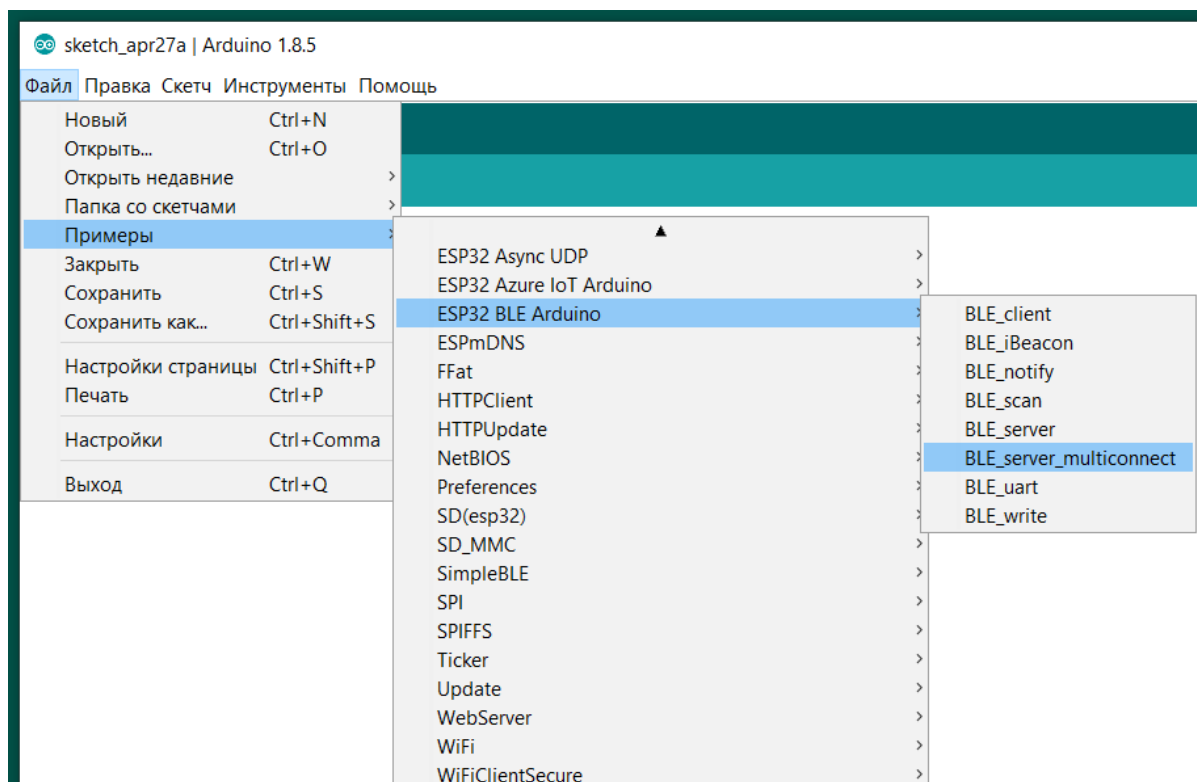 sketch_apr27a | Arduino 1.8.5
Файл Правка Скетч Инструменты Помощь
Новый Ctrl+N
Открыть... Ctrl+O
Открыть недавние
Папка со скетчами
Примеры
Закрыть Ctrl+W
Сохранить Ctrl+S
Сохранить как... Ctrl+Shift+S
Настройки страницы Ctrl+Shift+P
Печать Ctrl+P
Настройки Ctrl+Comma
Выход Ctrl+Q
ESP32 Async UDP
ESP32 Azure IoT Arduino
ESP32 BLE Arduino
ESPmDNS
FFat
HTTPClient
HTTPUpdate
NetBIOS
Preferences
SD(esp32)
SD_MMC
SimpleBLE
SPI
SPIFFS
Ticker
Update
WebServer
WiFi
WiFiClientSecure
BLE_client
BLE_iBeacon
BLE_notify
BLE_scan
BLE_server
BLE_server_multiconnect
BLE_uart
BLE_write